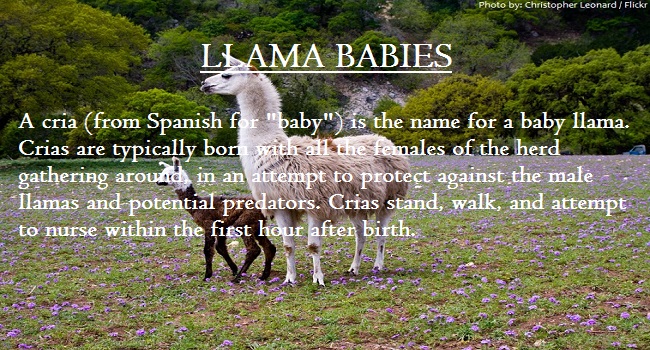 Photo by: Christopher Leonard / Flickr
LLAMA BABIES
A cria (from Spanish for "baby") is the name for a baby llama.
Crias are typically born with all the females of the herd
gathering around, in an attempt to protect against the male
llamas and potential predators. Crias stand, walk, and attempt
to nurse within the first hour after birth.